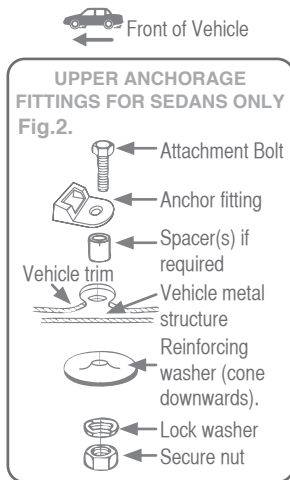 Front of Vehicle
UPPER ANCHORAGE
FITTINGS FOR SEDANS ONLY
Fig.2.
Attachment Bolt
Anchor fitting
Spacer(s) if
required
Vehicle trim
Vehicle metal
structure
Reinforcing
washer (cone
downwards).
Lock washer
Secure nut